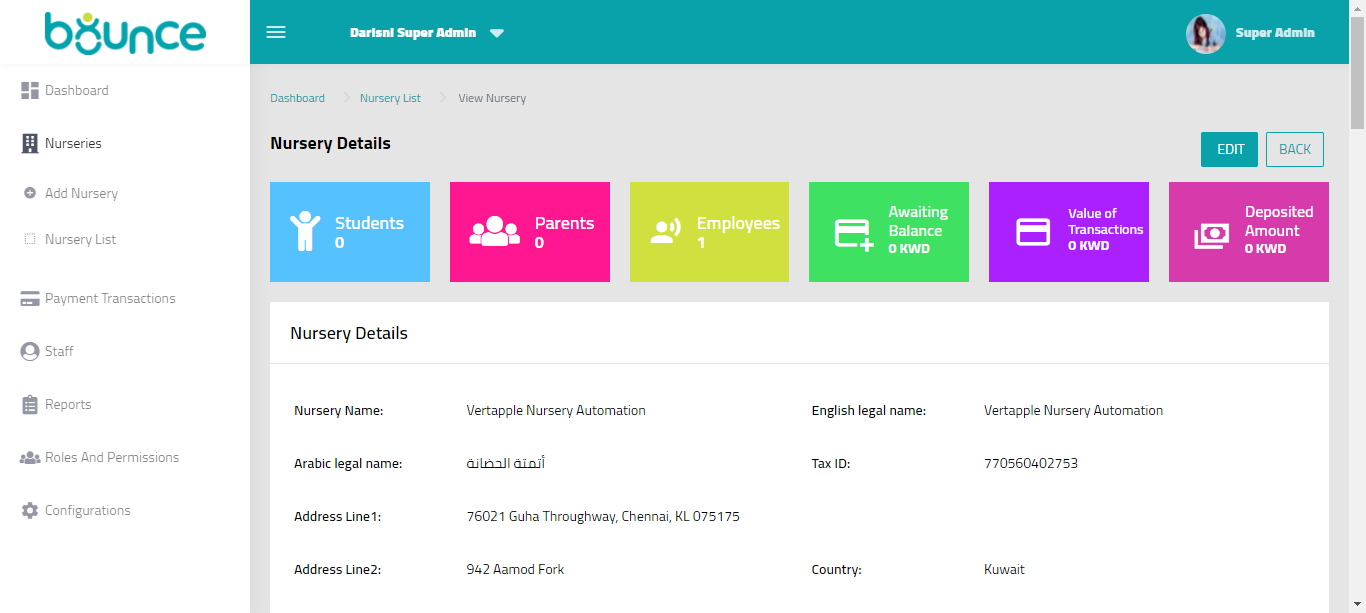 bounce
Darisni Super Admin
Super Admin
Dashboard
Nurseries
Add Nursery
Nursery List
Payment Transactions
Staff
Reports
Roles And Permissions
Configurations
Dashboard Nursery List View Nursery
Nursery Details
EDIT BACK
Students
0
Parents
0
Employees
1
Awaiting
Balance
0 KWD
Value of
Transactions
0 KWD
Deposited
Amount
0 KWD
Nursery Details
Nursery Name: Vertapple Nursery Automation English legal name: Vertapple Nursery Automation
Arabic legal name: أتمتة الحضانة Tax ID: 770560402753
Address Line1: 76021 Guha Throughway, Chennai, KL 075175
Address Line2: 942 Aamod Fork Country: Kuwait